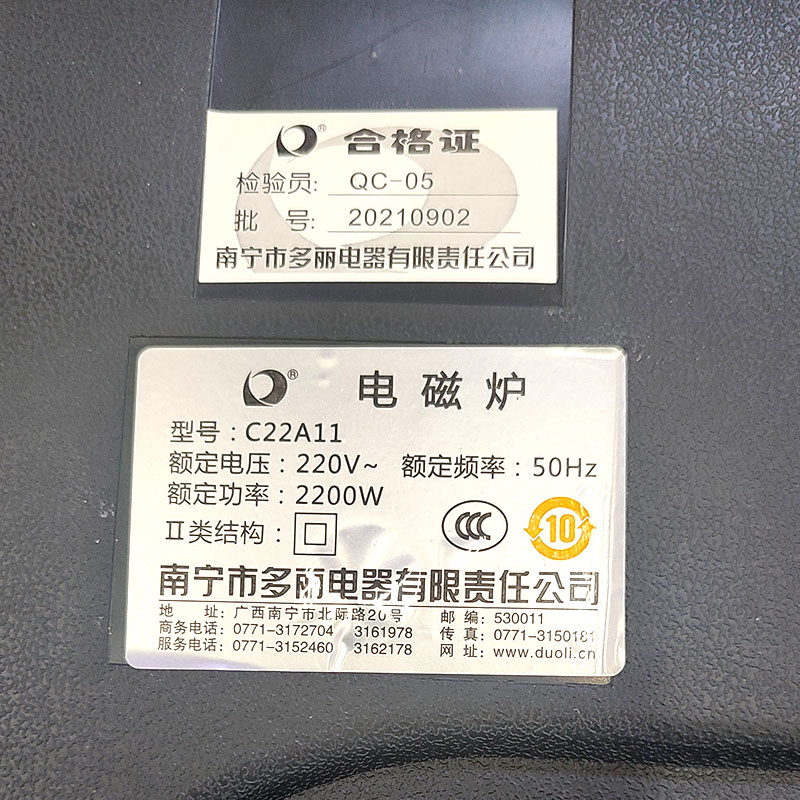 ® 合格证
检验员: QC-05
批 号: 20210902
南宁市多丽电器有限责任公司
® 电磁炉
型号：C22A11
额定电压：220V~ 额定频率：50Hz
额定功率：2200W
Ⅱ类结构：
CCC 10
南宁市多丽电器有限责任公司
地 址：广西南宁市北际路20号 邮 编：530011
商务电话：0771-3172704 3161978 传 真：0771-3150181
服务电话：0771-3152460 3162178 网 址：www.duoli.cn